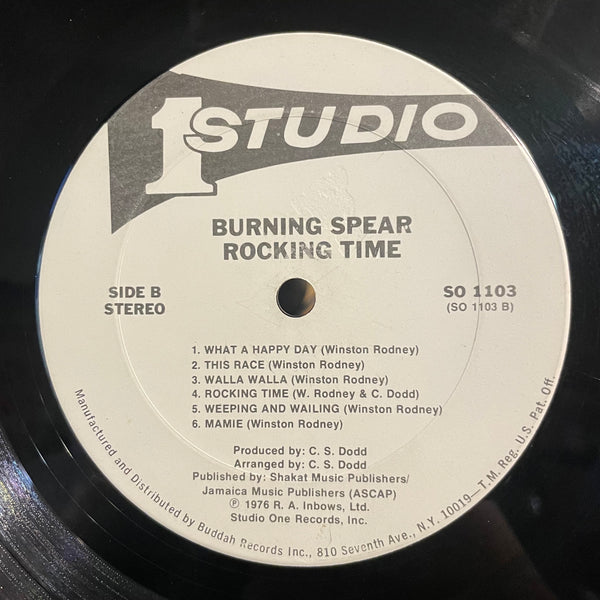 1 STUDIO
BURNING SPEAR
ROCKING TIME
SIDE B
STEREO
SO 1103
(SO 1103 B)
1. WHAT A HAPPY DAY (Winston Rodney)
2. THIS RACE (Winston Rodney)
3. WALLA WALLA (Winston Rodney)
4. ROCKING TIME (W. Rodney & C. Dodd)
5. WEEPING AND WAILING (Winston Rodney)
6. MAMIE (Winston Rodney)
Produced by: C. S. Dodd
Arranged by: C. S. Dodd
Published by: Shakat Music Publishers/
Jamaica Music Publishers (ASCAP)
℗ 1976 R. A. Inbows, Ltd.
Studio One Records, Inc.
Manufactured and Distributed by Buddah Records Inc., 810 Seventh Ave., N.Y. 10019—T.M. Reg. U.S. Pat. Off.